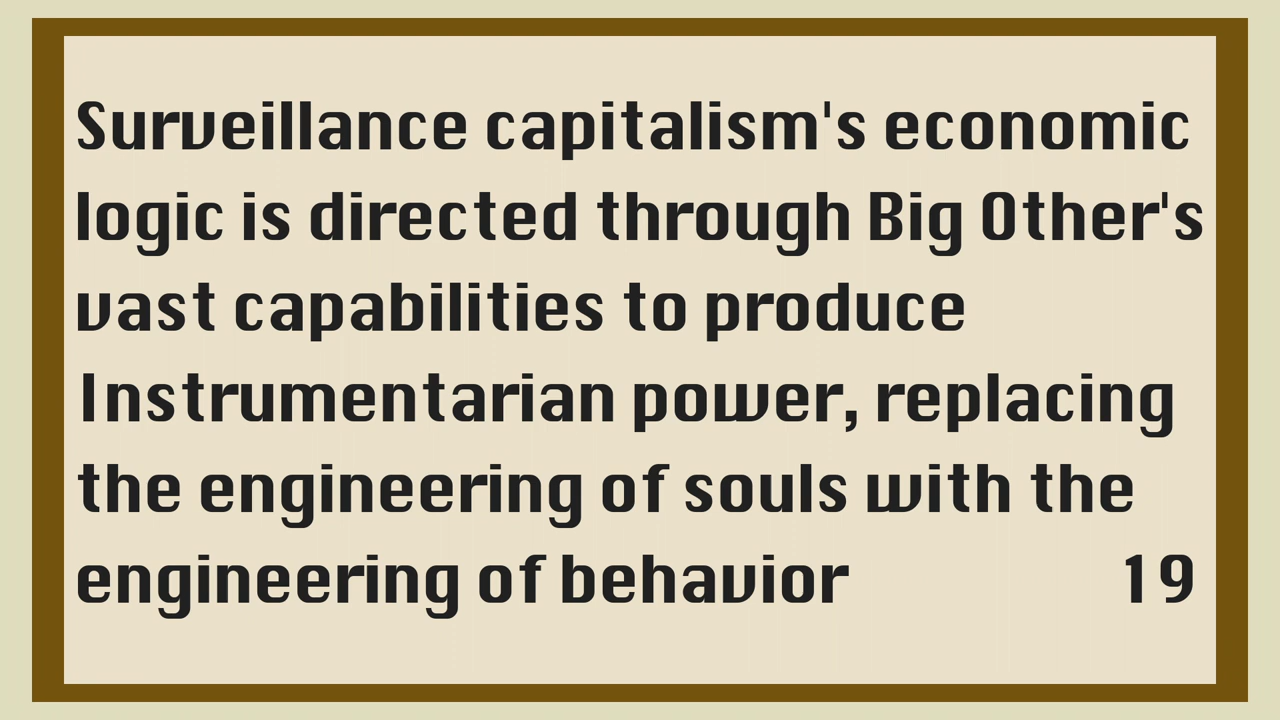 Surveillance capitalism's economic
logic is directed through Big Other's
vast capabilities to produce
Instrumentarian power, replacing
the engineering of souls with the
engineering of behavior 19